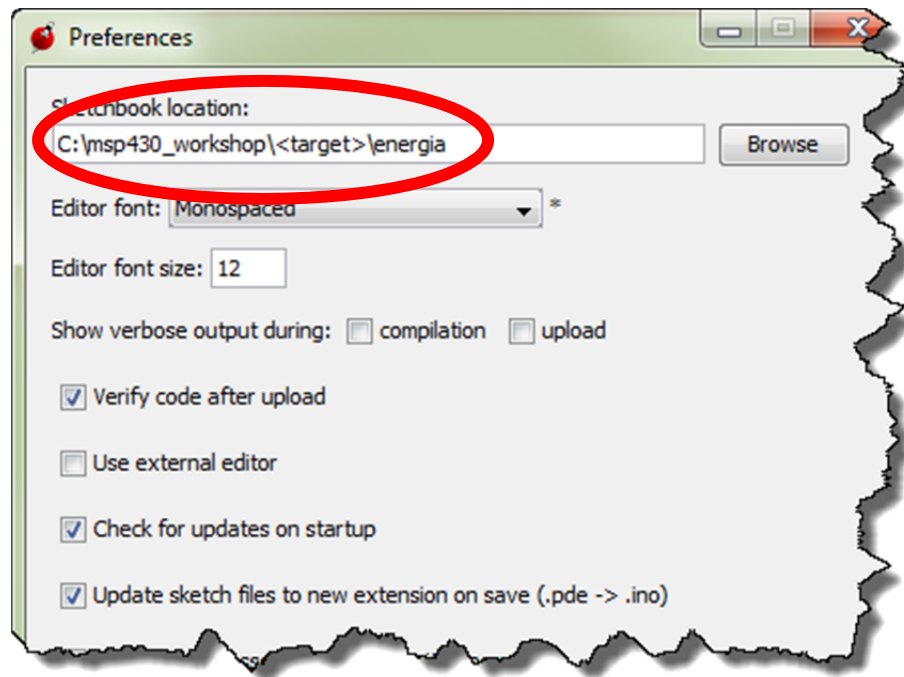 Preferences
Sketchbook location:
C:\msp430_workshop\<target>\energia
Browse
Editor font: Monospaced *
Editor font size: 12
Show verbose output during: compilation upload
Verify code after upload
Use external editor
Check for updates on startup
Update sketch files to new extension on save (.pde -> .ino)